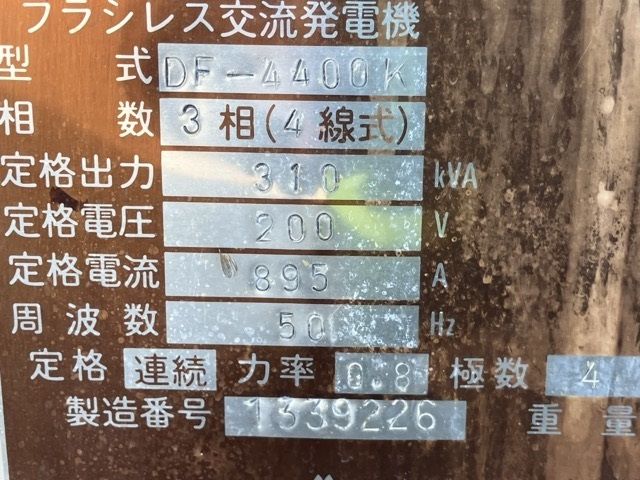 ブラシレス交流発電機
型式 DF-4400K
相数 3相(4線式)
定格出力 310 kVA
定格電圧 200 V
定格電流 895 A
周波数 50 Hz
定格 連続 力率 0.8 極数 4
製造番号 1339226 重量